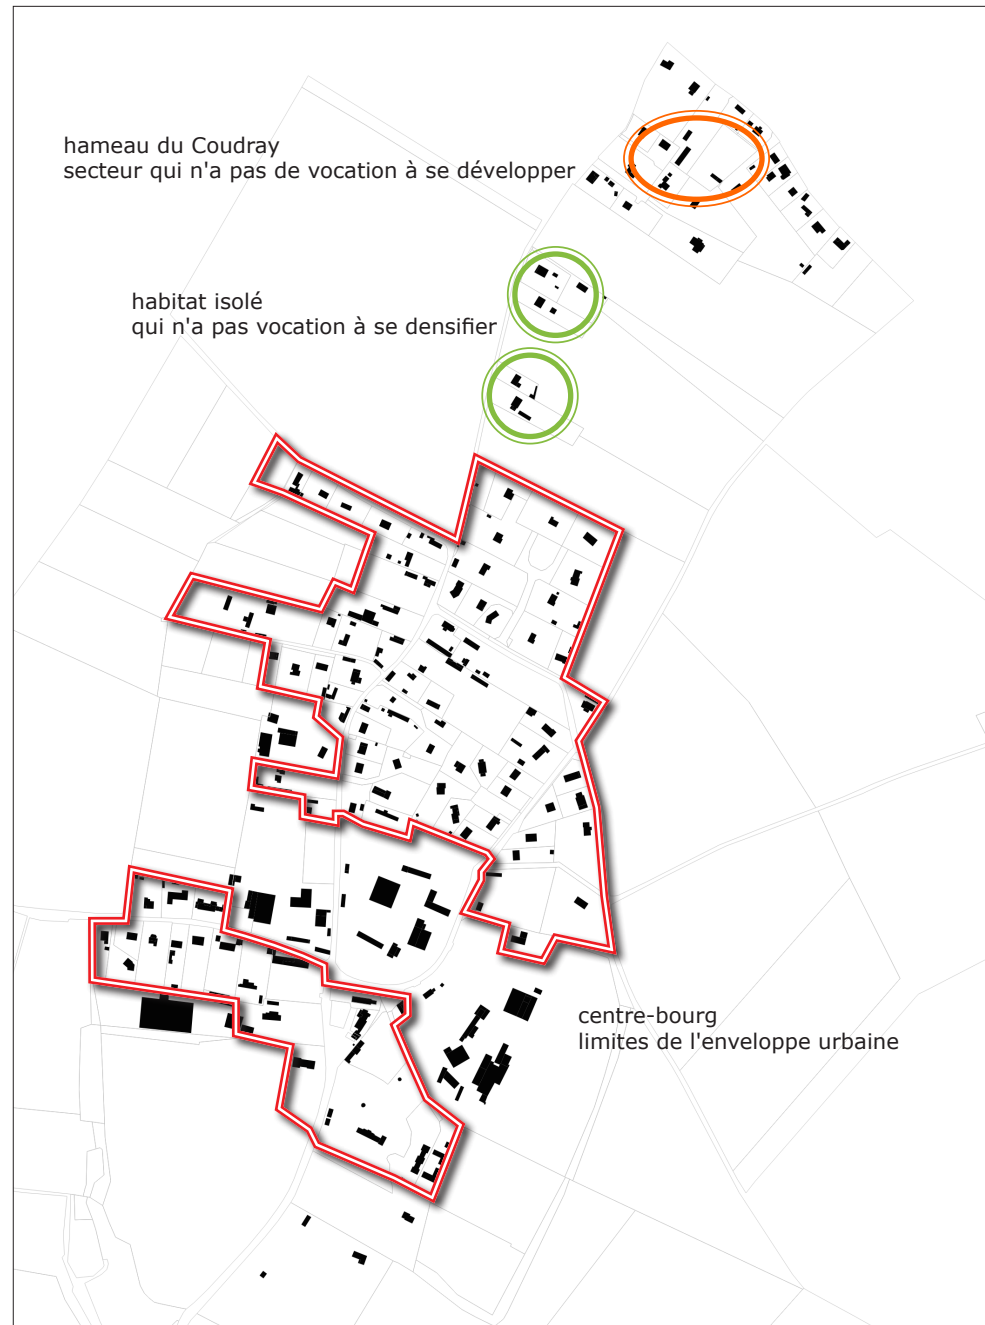 hameau du Coudray
secteur qui n'a pas de vocation à se développer
habitat isolé
qui n'a pas vocation à se densifier
centre-bourg
limites de l'enveloppe urbaine